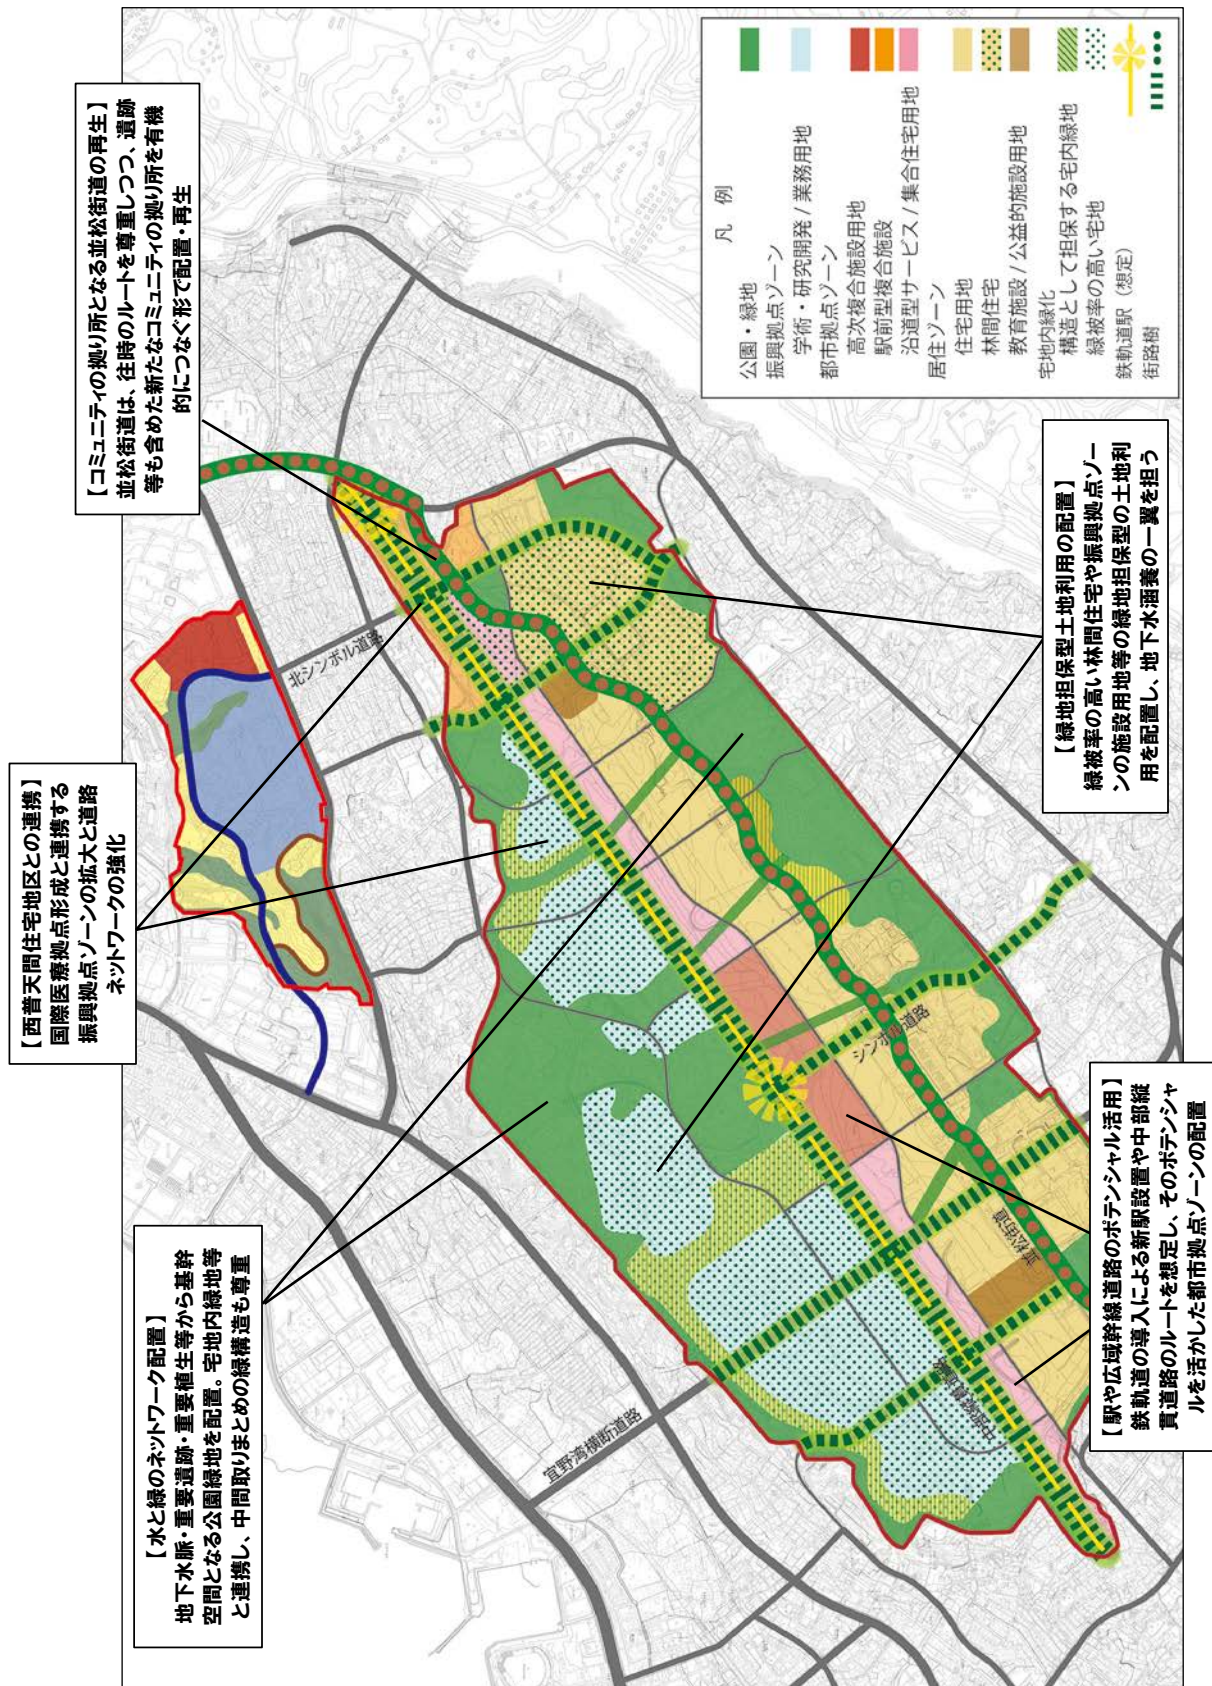 【コミュニティの拠り所となる並松街道の再生】
並松街道は、往時のルートを尊重しつつ、遺跡
等も含めた新たなコミュニティの拠り所を有機
的につなぐ形で配置・再生
【西普天間住宅地区との連携】
国際医療拠点形成と連携する
振興拠点ゾーンの拡大と道路
ネットワークの強化
【水と緑のネットワーク配置】
地下水脈・重要遺跡・重要植生等から基幹
空間となる公園緑地を配置。宅地内緑地等
と連携し、中間取りまとめの緑構造も尊重
【緑地担保型土地利用の配置】
緑被率の高い林間住宅や振興拠点ゾー
ンの施設用地等の緑地担保型の土地利
用を配置し、地下水涵養の一翼を担う
【駅や広域幹線道路のポテンシャル活用】
鉄軌道の導入による新駅設置や中部縦
貫道路のルートを想定し、そのポテンシャ
ルを活かした都市拠点ゾーンの配置
北シンボル道路
シンボル道路
並松街道
中部縦貫道路
宜野湾横断道路
凡 例
公園・緑地
振興拠点ゾーン
学術・研究開発 / 業務用地
都市拠点ゾーン
高次複合施設用地
駅前型複合施設
沿道型サービス / 集合住宅用地
居住ゾーン
住宅用地
林間住宅
教育施設 / 公益的施設用地
宅地内緑化
構造として担保する宅内緑地
緑被率の高い宅地
鉄軌道駅（想定）
街路樹